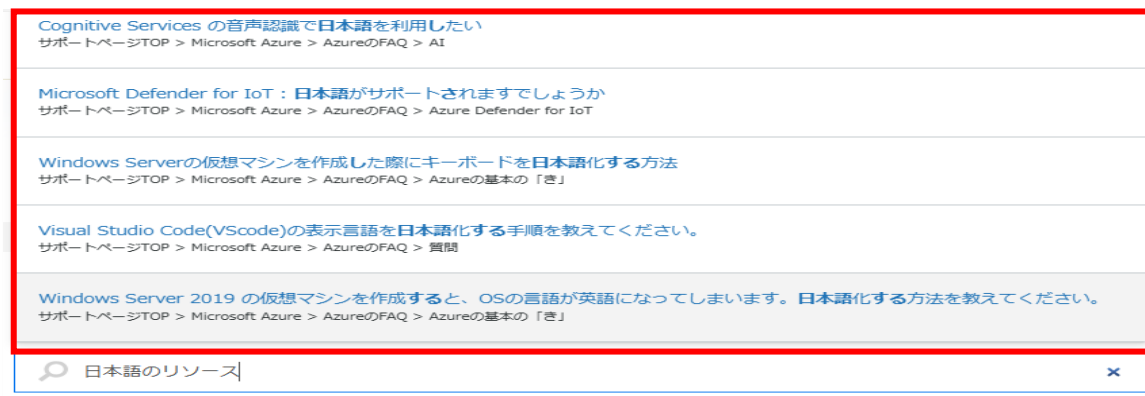 Cognitive Services の音声認識で日本語を利用したい
サポートページTOP > Microsoft Azure > AzureのFAQ > AI
Microsoft Defender for IoT：日本語がサポートされますでしょうか
サポートページTOP > Microsoft Azure > AzureのFAQ > Azure Defender for IoT
Windows Serverの仮想マシンを作成した際にキーボードを日本語化する方法
サポートページTOP > Microsoft Azure > AzureのFAQ > Azureの基本の「き」
Visual Studio Code(VScode)の表示言語を日本語化する手順を教えてください。
サポートページTOP > Microsoft Azure > AzureのFAQ > 質問
Windows Server 2019 の仮想マシンを作成すると、OSの言語が英語になってしまいます。日本語化する方法を教えてください。
サポートページTOP > Microsoft Azure > AzureのFAQ > Azureの基本の「き」
日本語のリソース